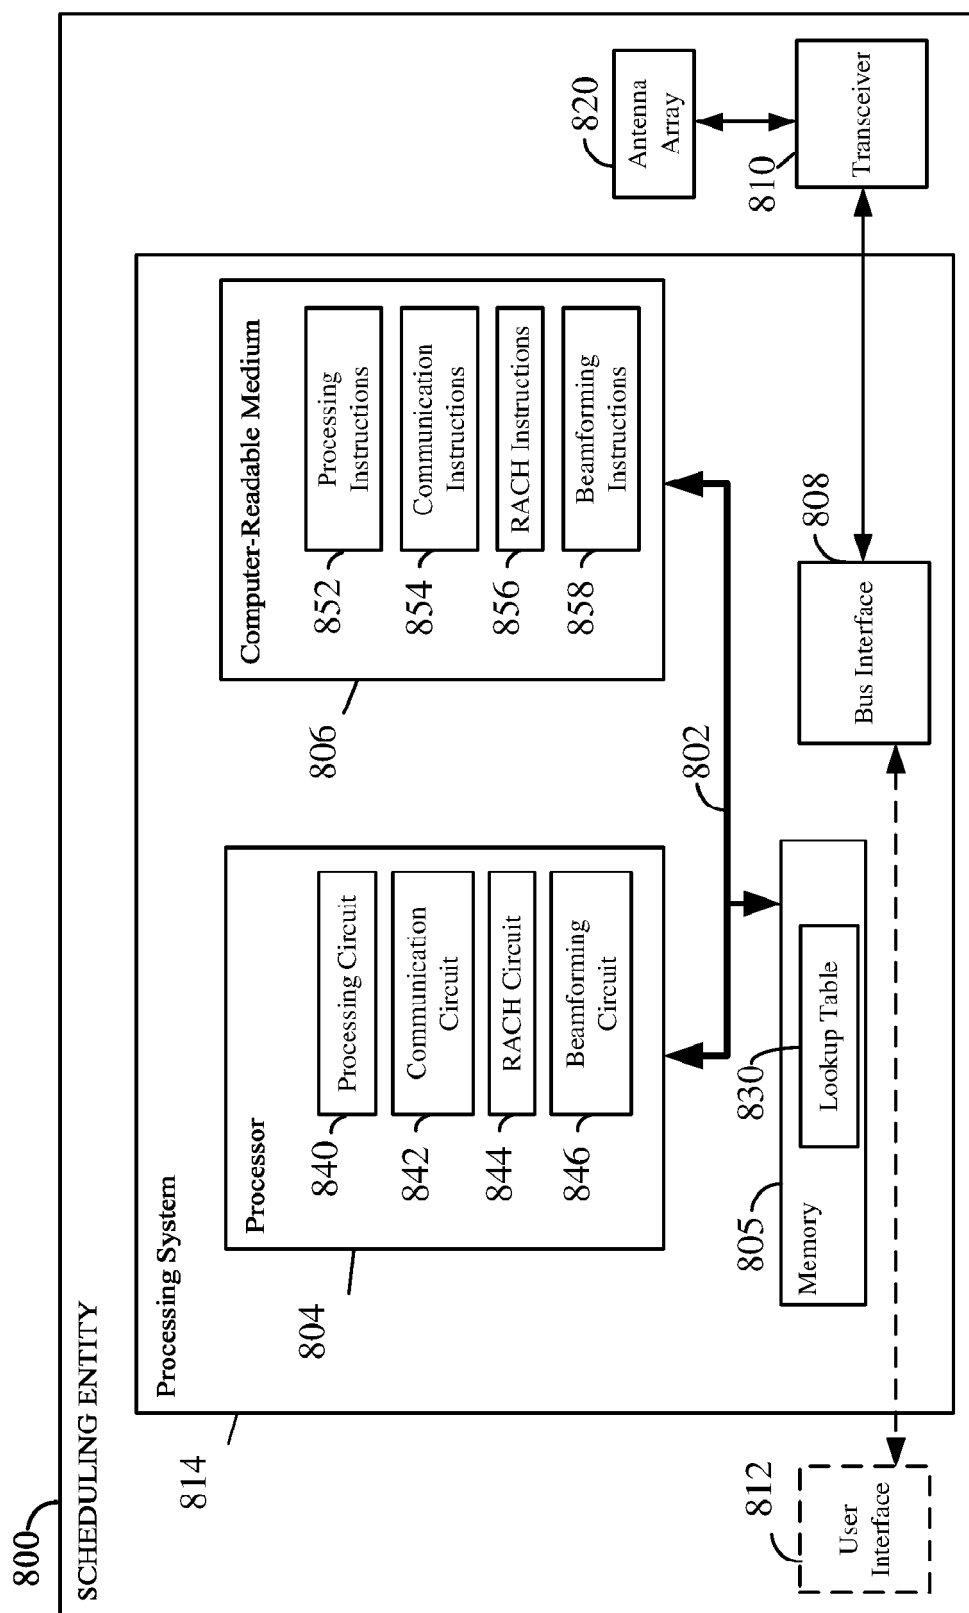 800
SCHEDULING ENTITY
814
Processing System
804
Processor
840
Processing Circuit
842
Communication
Circuit
844
RACH Circuit
846
Beamforming
Circuit
806
Computer-Readable Medium
852
Processing
Instructions
854
Communication
Instructions
856
RACH Instructions
858
Beamforming
Instructions
802
805
Memory
830
Lookup Table
808
Bus Interface
812
User
Interface
820
Antenna
Array
810
Transceiver